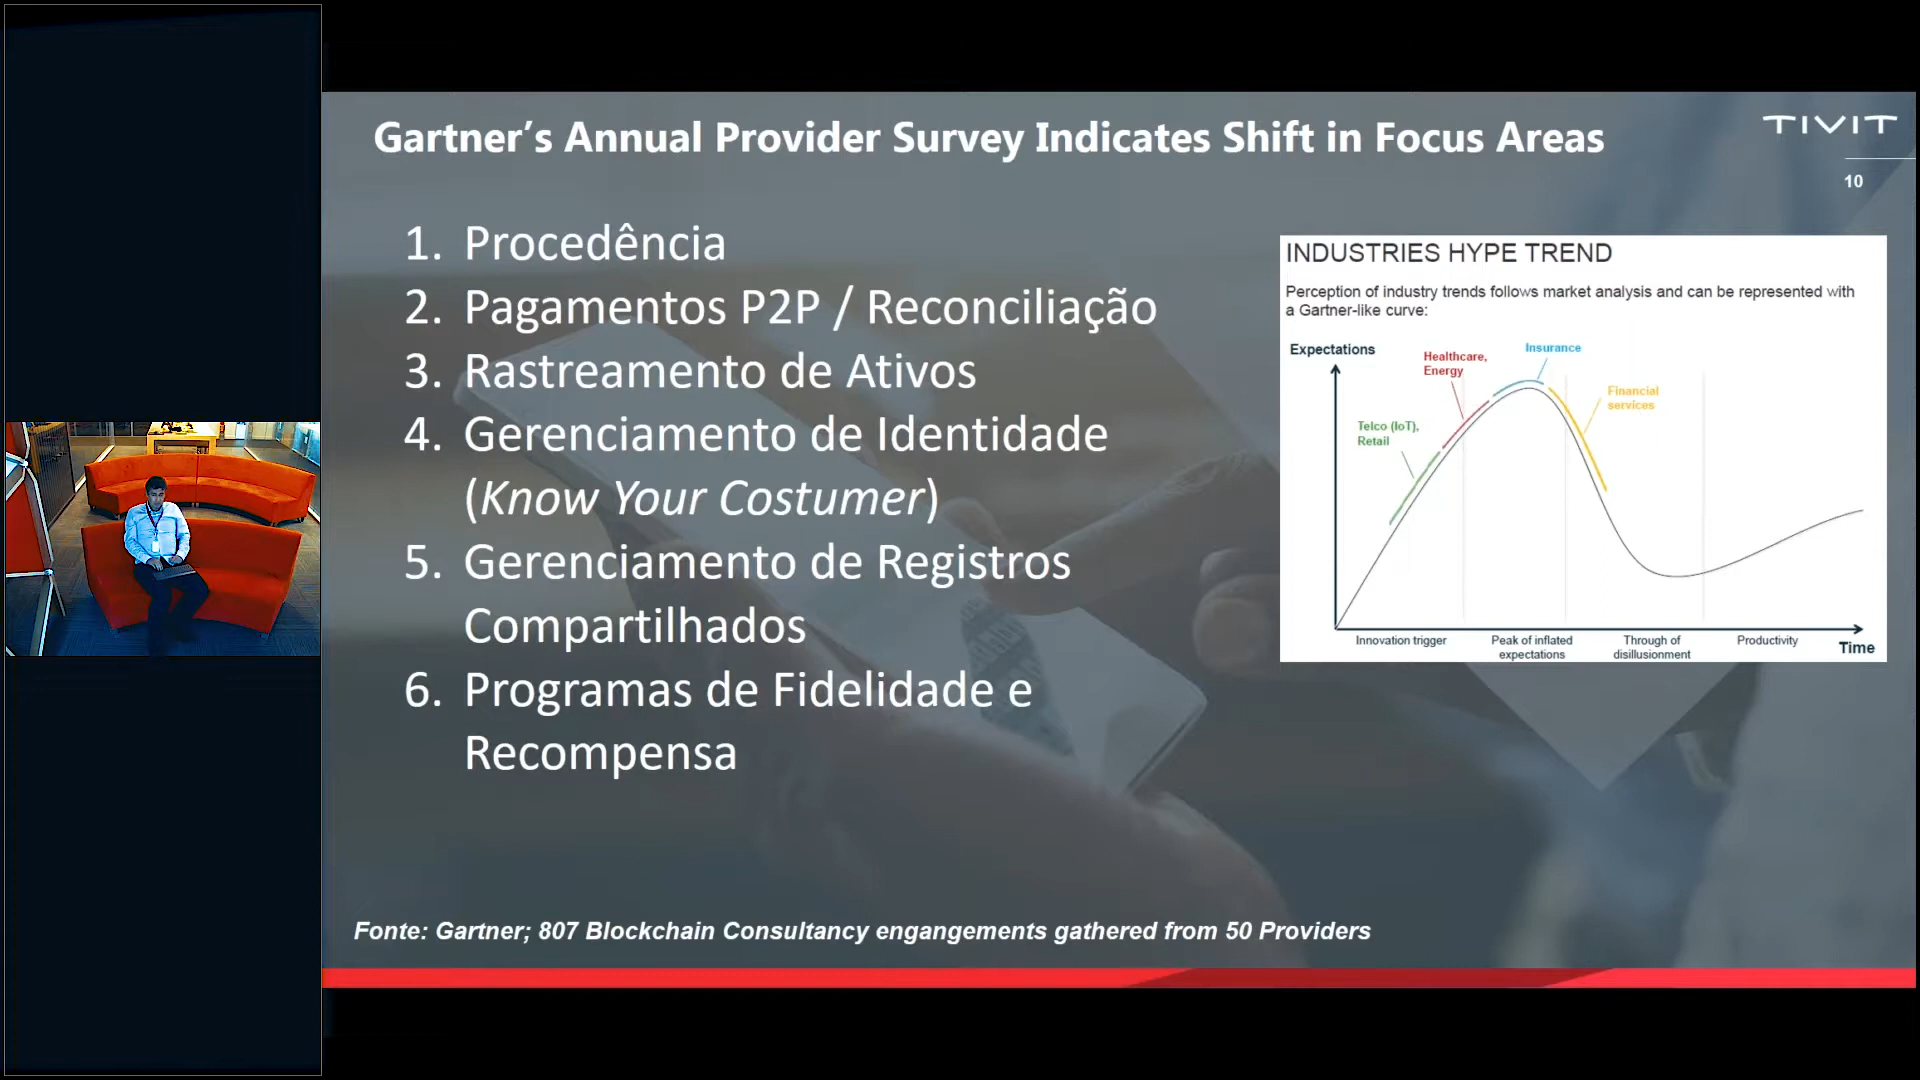 Gartner’s Annual Provider Survey Indicates Shift in Focus Areas
TIVIT
10
1. Procedência
2. Pagamentos P2P / Reconciliação
3. Rastreamento de Ativos
4. Gerenciamento de Identidade
(Know Your Costumer)
5. Gerenciamento de Registros
Compartilhados
6. Programas de Fidelidade e
Recompensa
INDUSTRIES HYPE TREND
Perception of industry trends follows market analysis and can be represented with
a Gartner-like curve:
Expectations
Healthcare,
Energy
Insurance
Financial
services
Telco (IoT),
Retail
Innovation trigger
Peak of inflated
expectations
Through of
disillusionment
Productivity
Time
Fonte: Gartner; 807 Blockchain Consultancy engangements gathered from 50 Providers